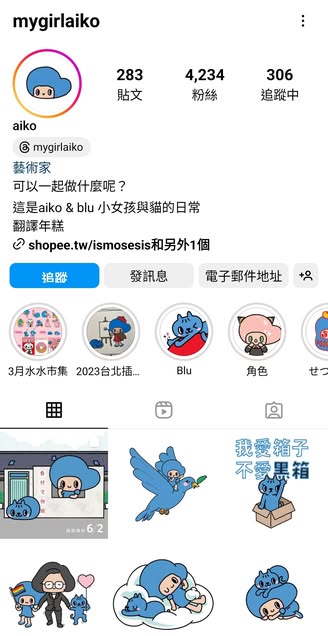 mygirlaiko
283
4,234
306
貼文
粉絲
追蹤中
aiko
mygirlaiko
藝術家
可以一起做什麼呢？
這是aiko & blu 小女孩與貓的日常
翻譯年糕
shopee.tw/ismosesis和另外1個
追蹤
發訊息
電子郵件地址
3月水水市集
2023台北插...
Blu
角色
せつ
我愛箱子
不愛黑箱